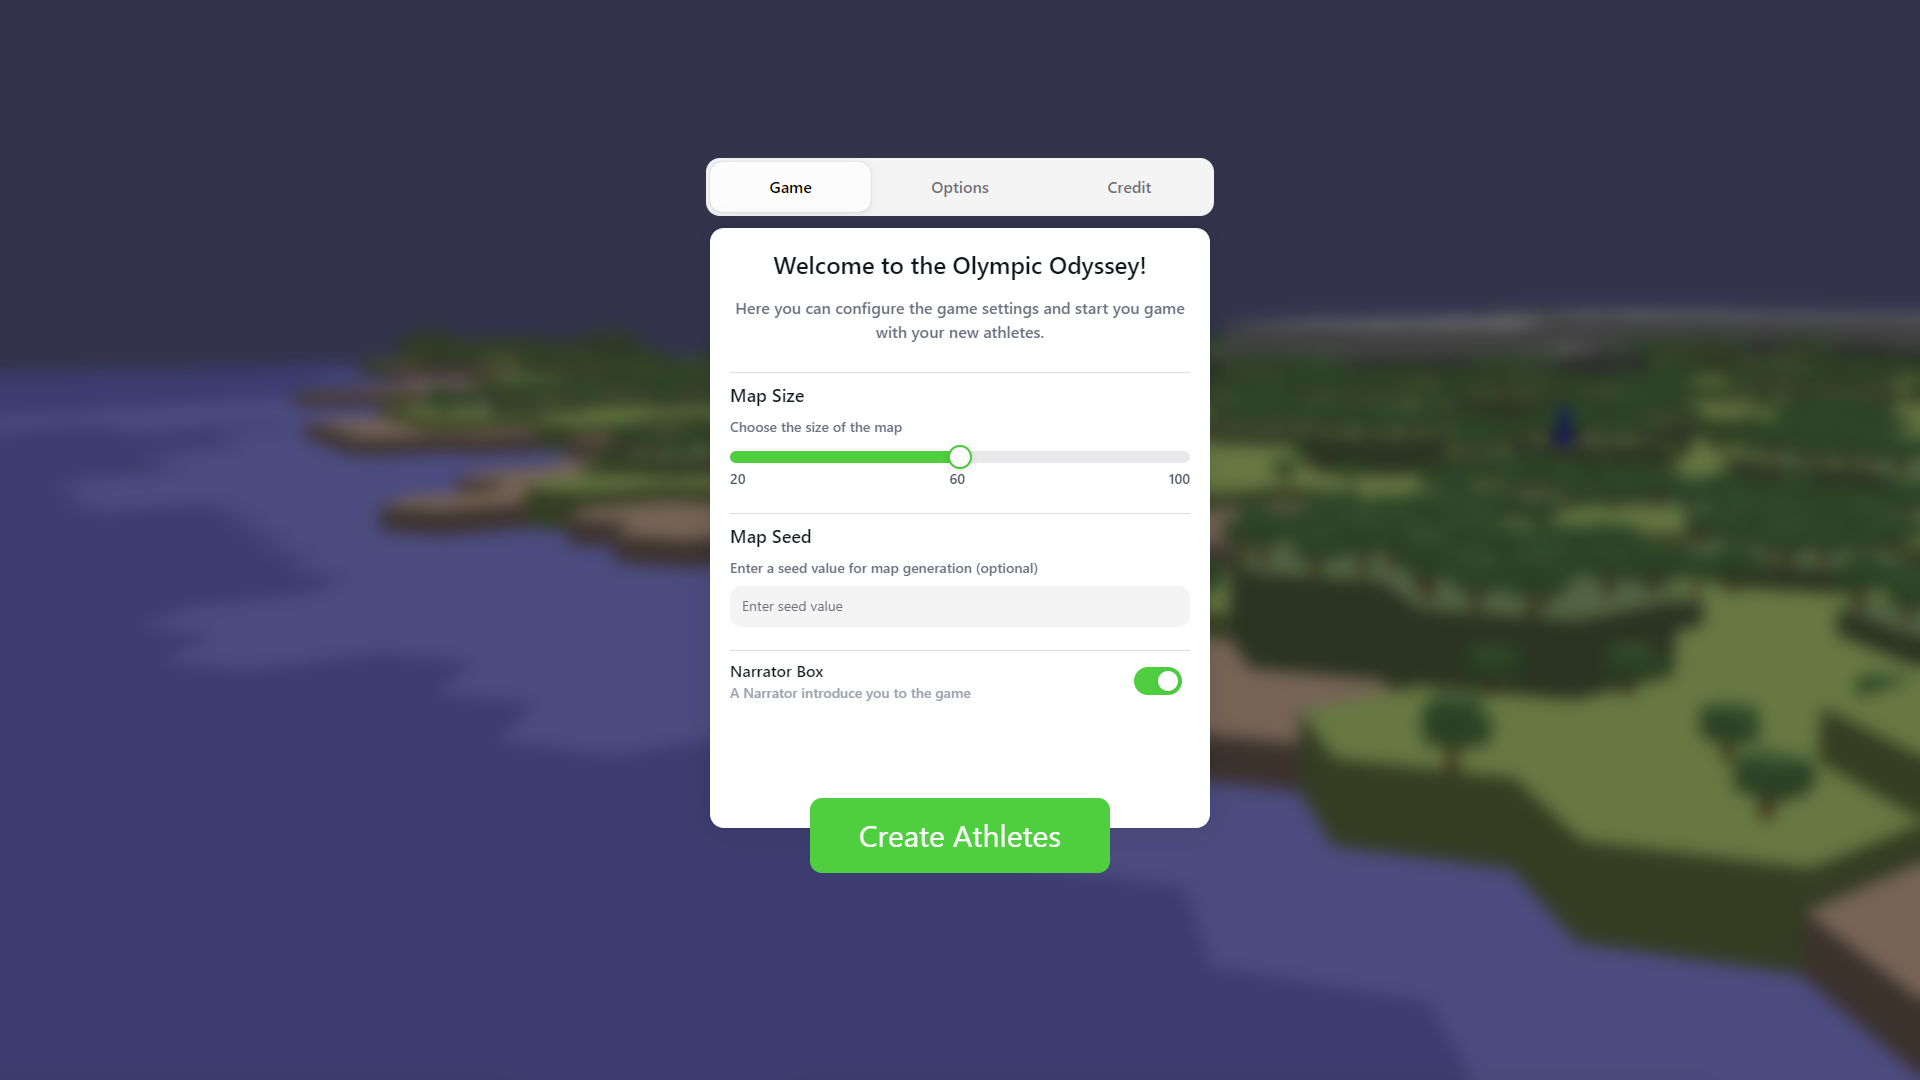 Game Options Credit
Welcome to the Olympic Odyssey!
Here you can configure the game settings and start you game
with your new athletes.
Map Size
Choose the size of the map
20 60 100
Map Seed
Enter a seed value for map generation (optional)
Enter seed value
Narrator Box
A Narrator introduce you to the game
Create Athletes